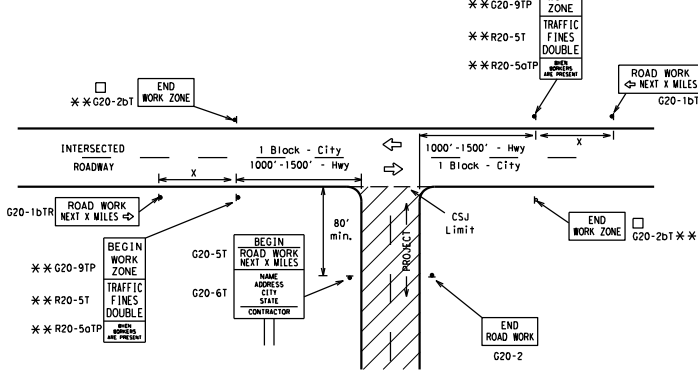 ✳✳G20-9TP
ZONE
TRAFFIC
FINES
DOUBLE
✳✳R20-5T
✳✳R20-5aTP
WHEN
WORKERS
ARE PRESENT
END
WORK ZONE
□
✳✳G20-2bT
ROAD WORK
⇦ NEXT X MILES
G20-1bT
INTERSECTED
ROADWAY
X
1 Block - City
1000'-1500' - Hwy
⇦
⇨
1000'-1500' - Hwy
1 Block - City
X
G20-1bTR
ROAD WORK
NEXT X MILES ⇨
80'
min.
CSJ
Limit
PROJECT
END
WORK ZONE
□
G20-2bT ✳✳
BEGIN
WORK
ZONE
✳✳G20-9TP
TRAFFIC
FINES
DOUBLE
✳✳R20-5T
✳✳R20-5aTP
WHEN
WORKERS
ARE PRESENT
G20-5T
BEGIN
ROAD WORK
NEXT X MILES
G20-6T
NAME
ADDRESS
CITY
STATE
CONTRACTOR
END
ROAD WORK
G20-2